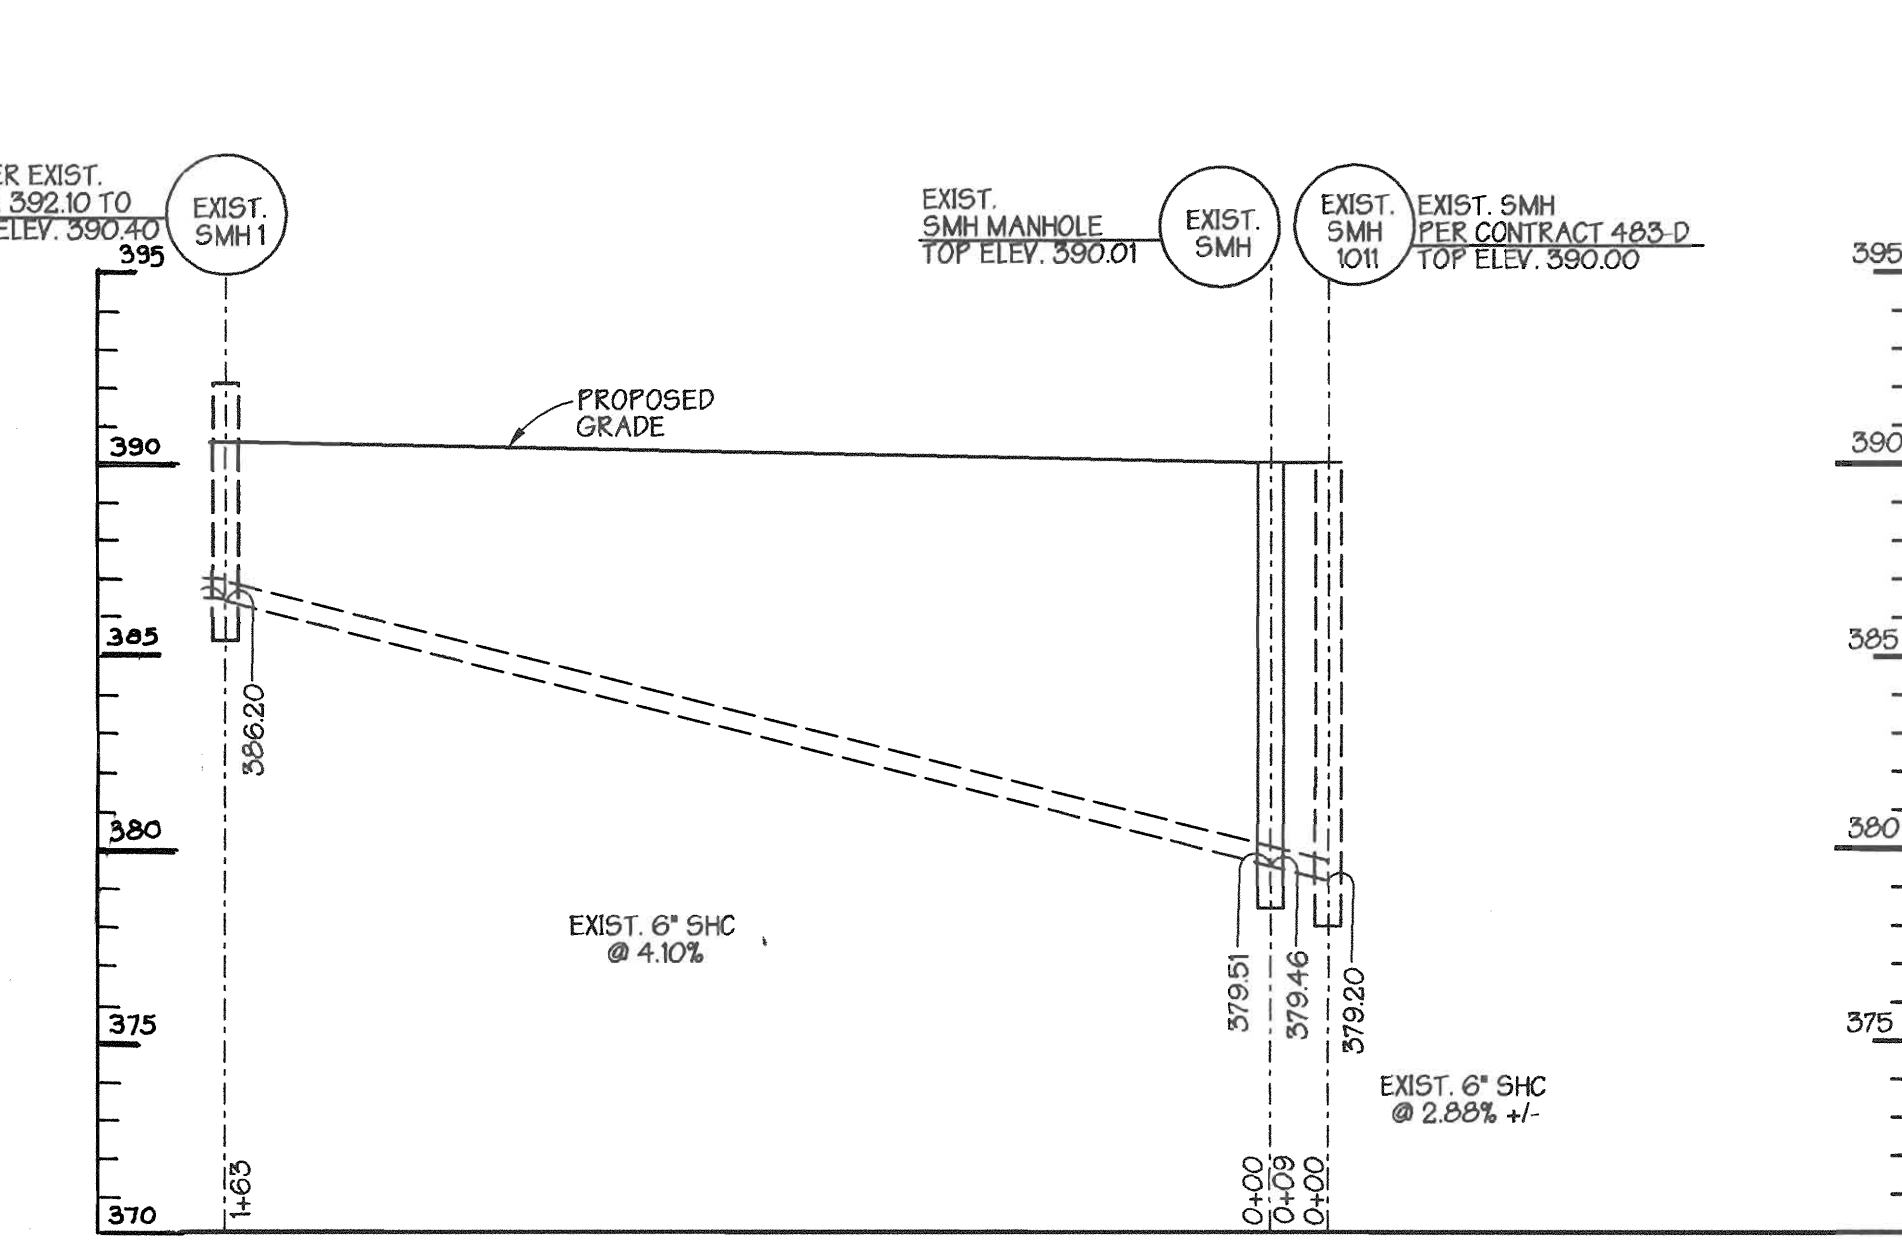 ER EXIST.
392.10 TO
ELEV. 390.40
EXIST.
SMH 1
EXIST.
SMH MANHOLE
TOP ELEV. 390.01
EXIST.
SMH
EXIST.
SMH
1011
EXIST. SMH
PER CONTRACT 483-D
TOP ELEV. 390.00
395
390
385
380
375
370
PROPOSED
GRADE
386.20
EXIST. 6" SHC
@ 4.10%
379.51
379.46
379.20
EXIST. 6" SHC
@ 2.88% +/-
1+63
0+00
0+09
0+00
395
390
385
380
375